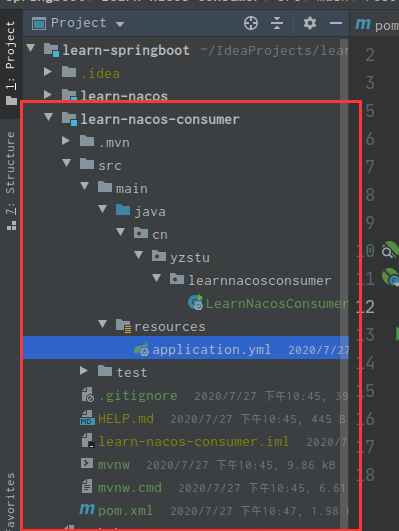 Project
pom
learn-springboot ~/IdeaProjects/lear
.idea
learn-nacos
learn-nacos-consumer
.mvn
src
main
java
cn
yzstu
learnnacosconsumer
LearnNacosConsumer
resources
application.yml 2020/7/27
test
.gitignore 2020/7/27 下午10:45, 39
HELP.md 2020/7/27 下午10:45, 445 B
learn-nacos-consumer.iml 2020/7
mvnw 2020/7/27 下午10:45, 9.86 kB
mvnw.cmd 2020/7/27 下午10:45, 6.61
pom.xml 2020/7/27 下午10:47, 1.98
1: Project
7: Structure
Favorites
2
3
4
5
6
7
8
9
10
11
12
13
14
15
16
17
18